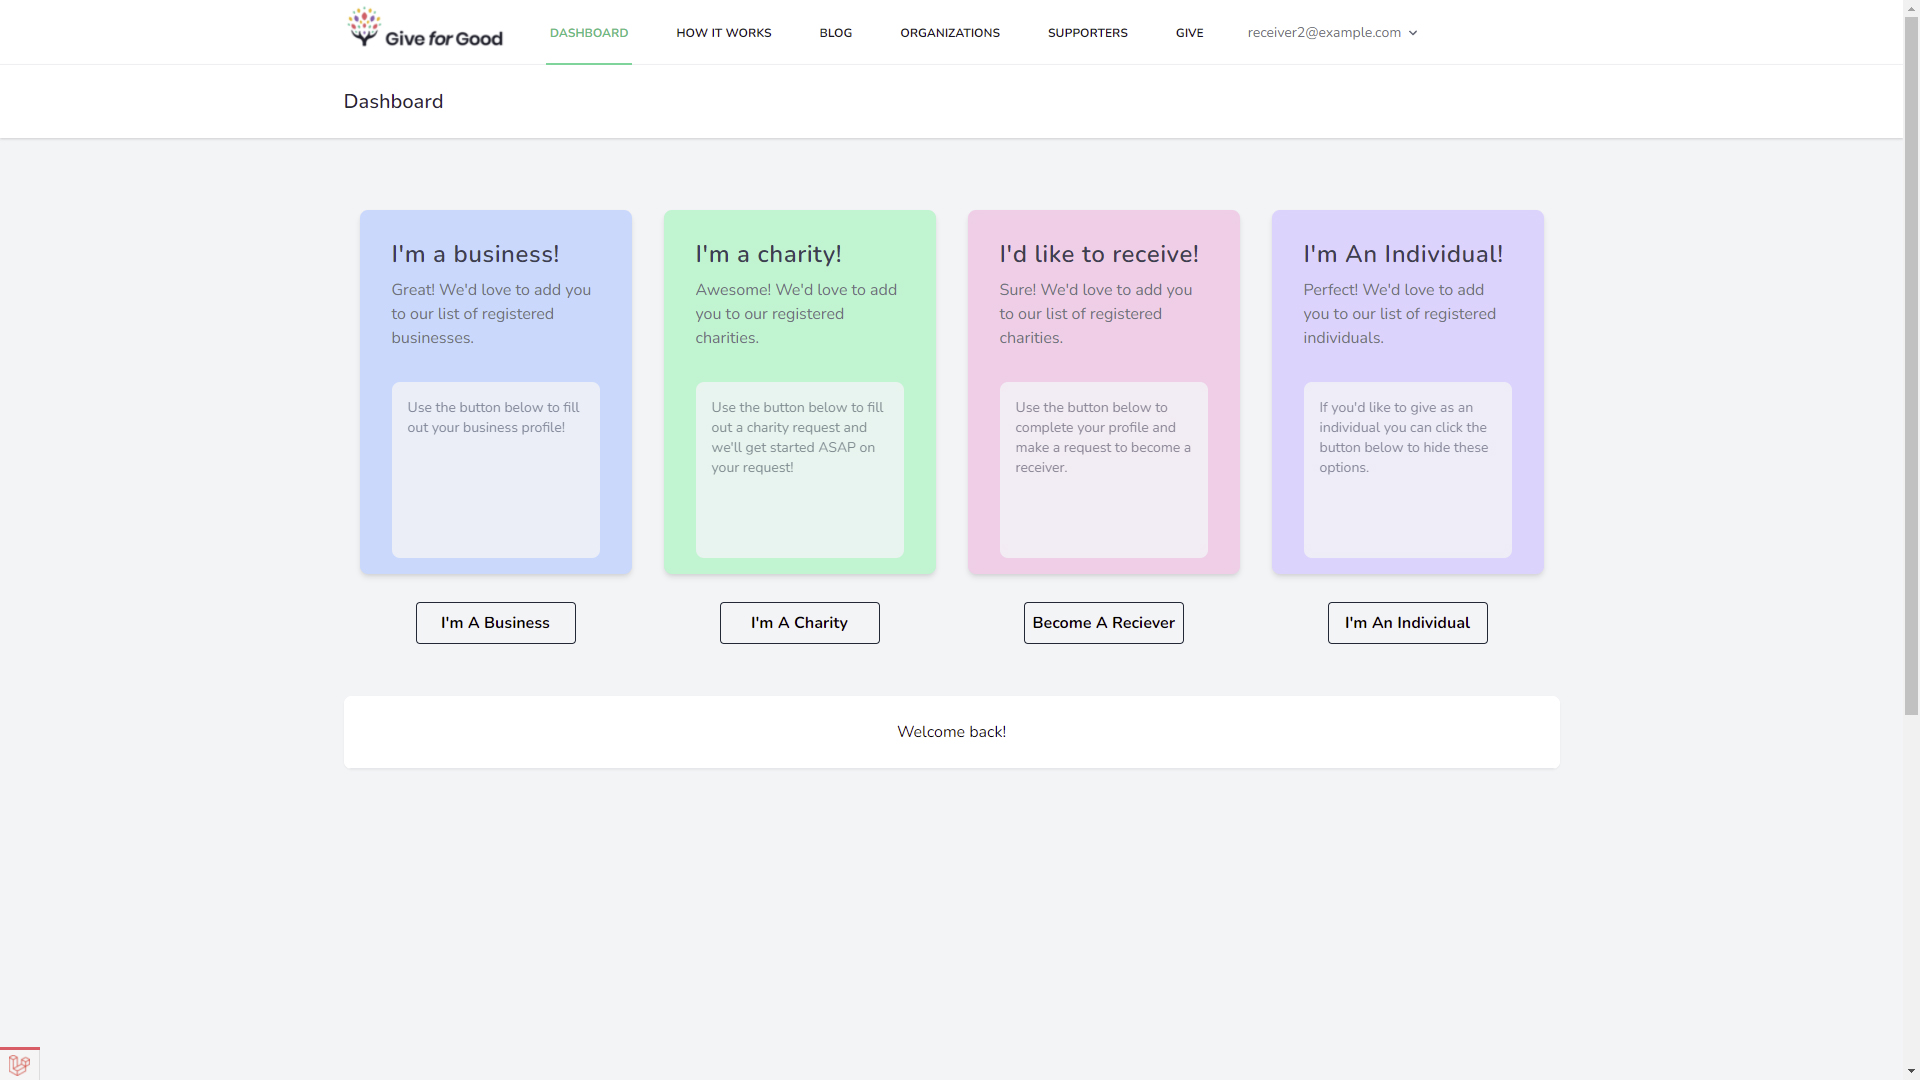 Give for Good
DASHBOARD
HOW IT WORKS
BLOG
ORGANIZATIONS
SUPPORTERS
GIVE
receiver2@example.com
Dashboard
I'm a business!
Great! We'd love to add you
to our list of registered
businesses.
Use the button below to fill
out your business profile!
I'm A Business
I'm a charity!
Awesome! We'd love to add
you to our registered
charities.
Use the button below to fill
out a charity request and
we'll get started ASAP on
your request!
I'm A Charity
I'd like to receive!
Sure! We'd love to add you
to our list of registered
charities.
Use the button below to
complete your profile and
make a request to become a
receiver.
Become A Reciever
I'm An Individual!
Perfect! We'd love to add
you to our list of registered
individuals.
If you'd like to give as an
individual you can click the
button below to hide these
options.
I'm An Individual
Welcome back!